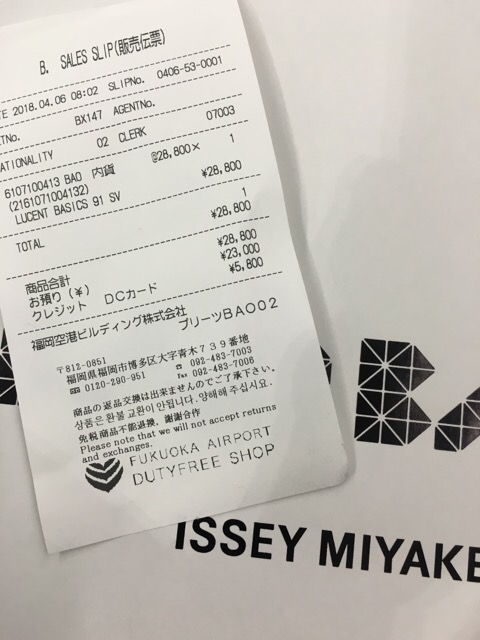 B. SALES SLIP(販売伝票)
TE 2018.04.06 08:02 SLIPNo. 0406-53-0001
ETNo. BX147 AGENTNo.
ATIONALITY 02 CLERK 07003
6107100413 BAO 内貨 @28,800× 1
(2161071004132) ¥28,800
LUCENT BASICS 91 SV
1
TOTAL ¥28,800
商品合計 ¥28,800
お預り(¥) ¥23,000
クレジット DCカード ¥5,800
福岡空港ビルディング株式会社
プリーツBAO02
〒812-0851
福岡県福岡市博多区大字青木739番地
0120-290-951 ☎ 092-483-7003
Fax 092-483-7006
商品の返品交換は出来ませんのでご了承下さい。
상품은 환불 교환이 안됩니다. 양해해 주십시요.
免税商品不能退換，謝謝合作
Please note that we will not accept returns
and exchanges.
FUKUOKA AIRPORT
DUTYFREE SHOP
BA
ISSEY MIYAKE